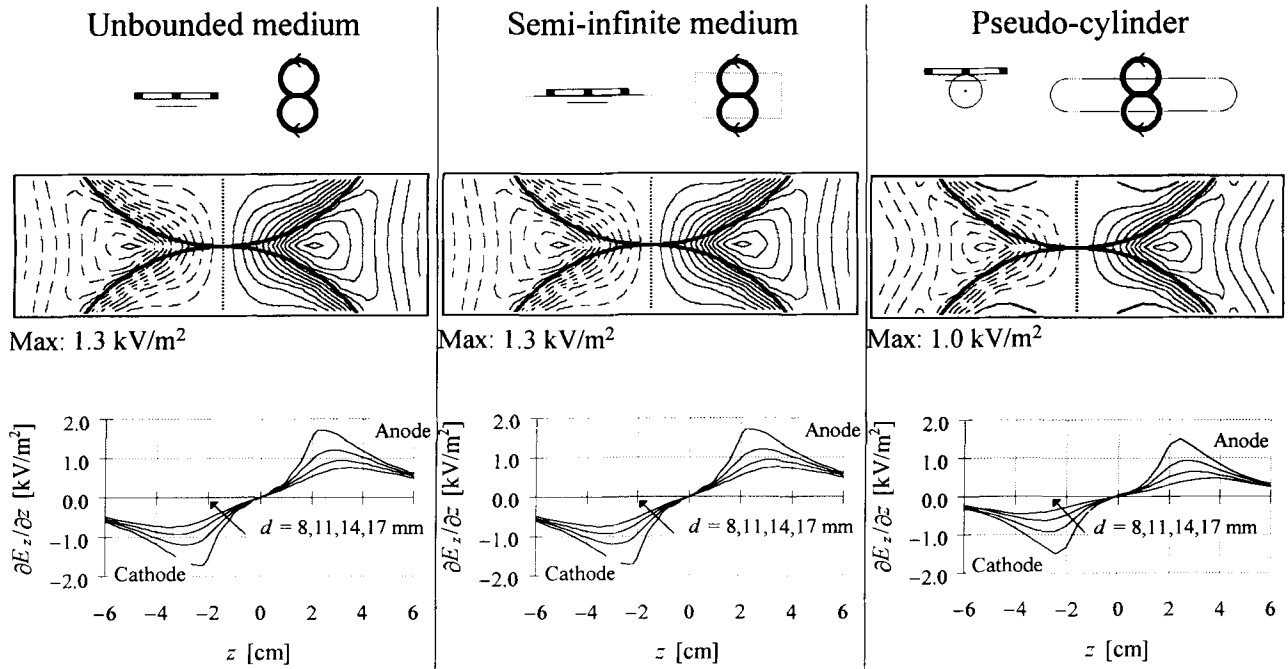 Unbounded medium
Max: 1.3 kV/m²
∂E_z/∂z [kV/m²]
2.0
1.0
0.0
−1.0
−2.0
Anode
d = 8,11,14,17 mm
Cathode
−6 −4 −2 0 2 4 6
z [cm]
Semi-infinite medium
Max: 1.3 kV/m²
∂E_z/∂z [kV/m²]
2.0
1.0
0.0
−1.0
−2.0
Anode
d = 8,11,14,17 mm
Cathode
−6 −4 −2 0 2 4 6
z [cm]
Pseudo-cylinder
Max: 1.0 kV/m²
∂E_z/∂z [kV/m²]
2.0
1.0
0.0
−1.0
−2.0
Anode
d = 8,11,14,17 mm
Cathode
−6 −4 −2 0 2 4 6
z [cm]